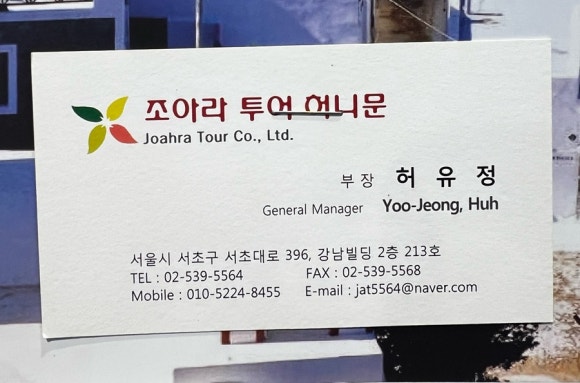 조아라 투어 허니문
Joahra Tour Co., Ltd.
부 장 허 유 정
General Manager Yoo-Jeong, Huh
서울시 서초구 서초대로 396, 강남빌딩 2층 213호
TEL : 02-539-5564 FAX : 02-539-5568
Mobile : 010-5224-8455 E-mail : jat5564@naver.com